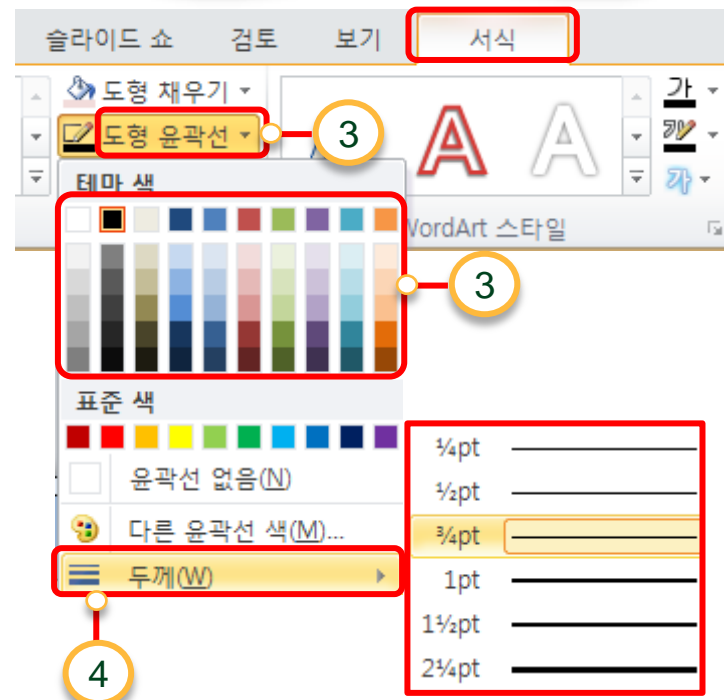 슬라이드 쇼 검토 보기 서식
도형 채우기 가
도형 윤곽선 3 A A 가
테마 색 가
WordArt 스타일
3
표준 색
윤곽선 없음(N)
다른 윤곽선 색(M)...
두께(W)
4
¼pt
½pt
¾pt
1pt
1½pt
2¼pt